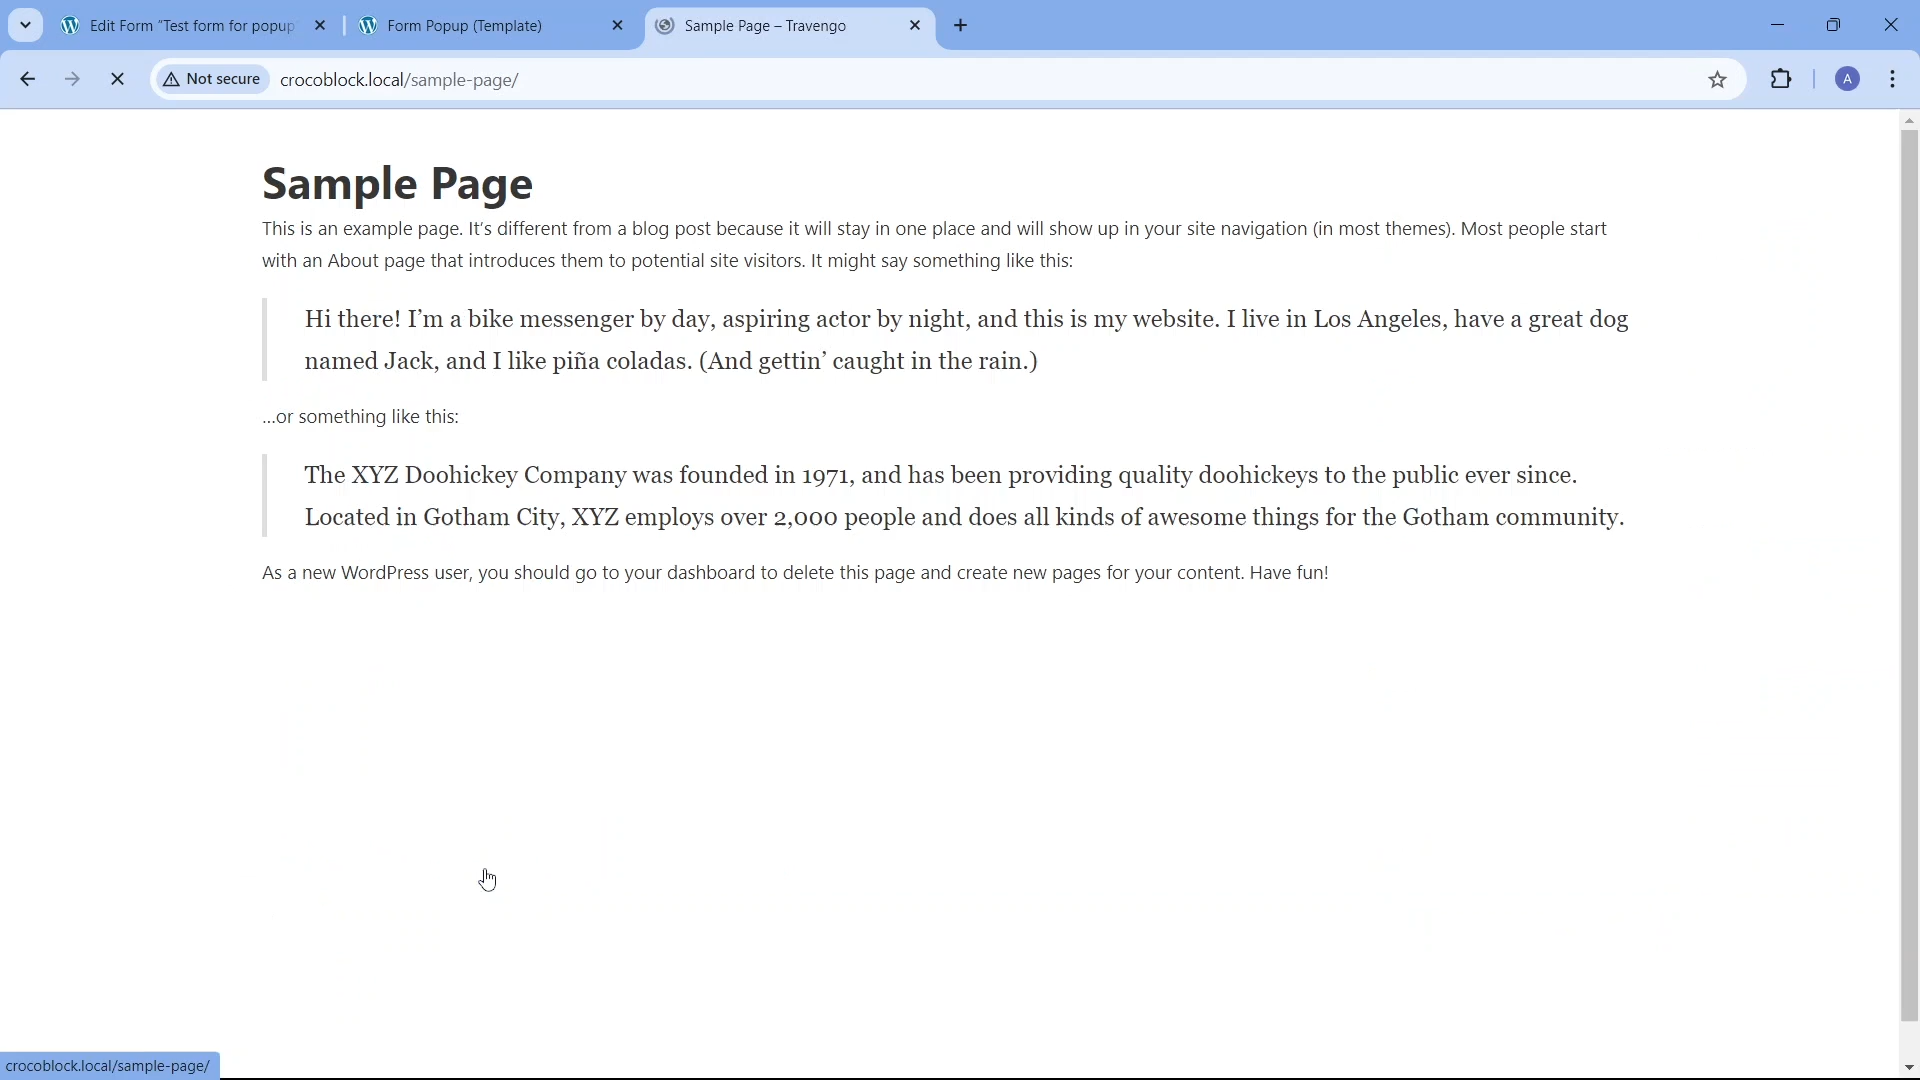 Edit Form "Test form for popup"
Form Popup (Template)
Sample Page – Travengo
Not secure
crocoblock.local/sample-page/
A
Sample Page
This is an example page. It's different from a blog post because it will stay in one place and will show up in your site navigation (in most themes). Most people start
with an About page that introduces them to potential site visitors. It might say something like this:
Hi there! I’m a bike messenger by day, aspiring actor by night, and this is my website. I live in Los Angeles, have a great dog
named Jack, and I like piña coladas. (And gettin’ caught in the rain.)
...or something like this:
The XYZ Doohickey Company was founded in 1971, and has been providing quality doohickeys to the public ever since.
Located in Gotham City, XYZ employs over 2,000 people and does all kinds of awesome things for the Gotham community.
As a new WordPress user, you should go to your dashboard to delete this page and create new pages for your content. Have fun!
crocoblock.local/sample-page/